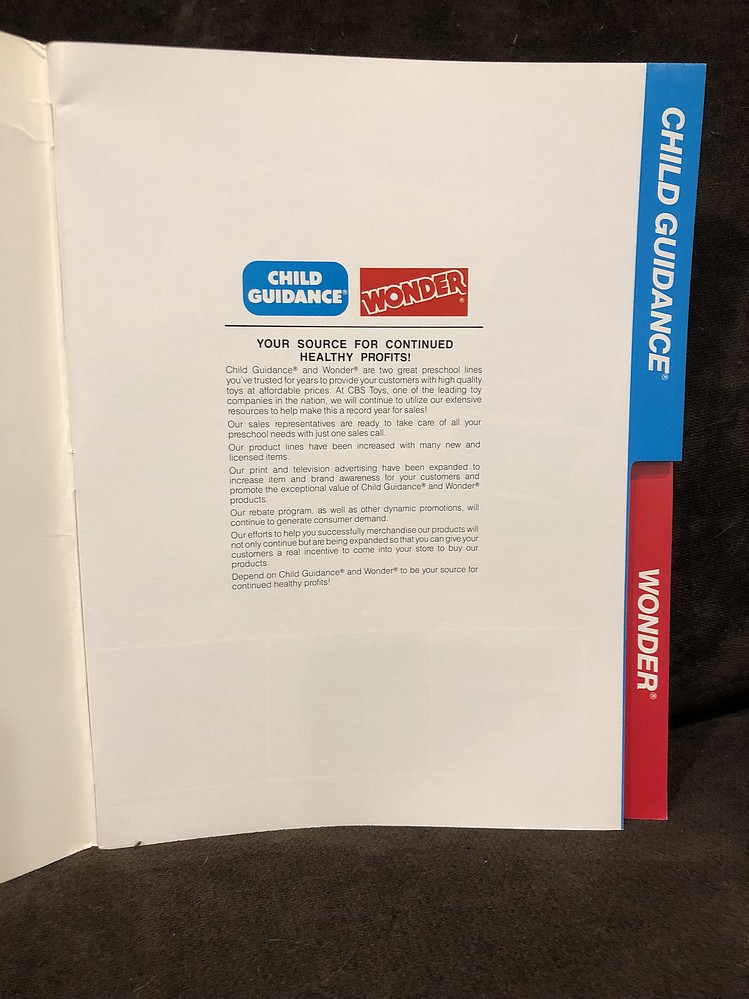 CHILD
GUIDANCE®
WONDER®
YOUR SOURCE FOR CONTINUED
HEALTHY PROFITS!
Child Guidance® and Wonder® are two great preschool lines
you've trusted for years to provide your customers with high quality
toys at affordable prices. At CBS Toys, one of the leading toy
companies in the nation, we will continue to utilize our extensive
resources to help make this a record year for sales!
Our sales representatives are ready to take care of all your
preschool needs with just one sales call.
Our product lines have been increased with many new and
licensed items.
Our print and television advertising have been expanded to
increase item and brand awareness for your customers and
promote the exceptional value of Child Guidance® and Wonder®
products.
Our rebate program, as well as other dynamic promotions, will
continue to generate consumer demand.
Our efforts to help you successfully merchandise our products will
not only continue but are being expanded so that you can give your
customers a real incentive to come into your store to buy our
products.
Depend on Child Guidance® and Wonder® to be your source for
continued healthy profits!
CHILD GUIDANCE®
WONDER®